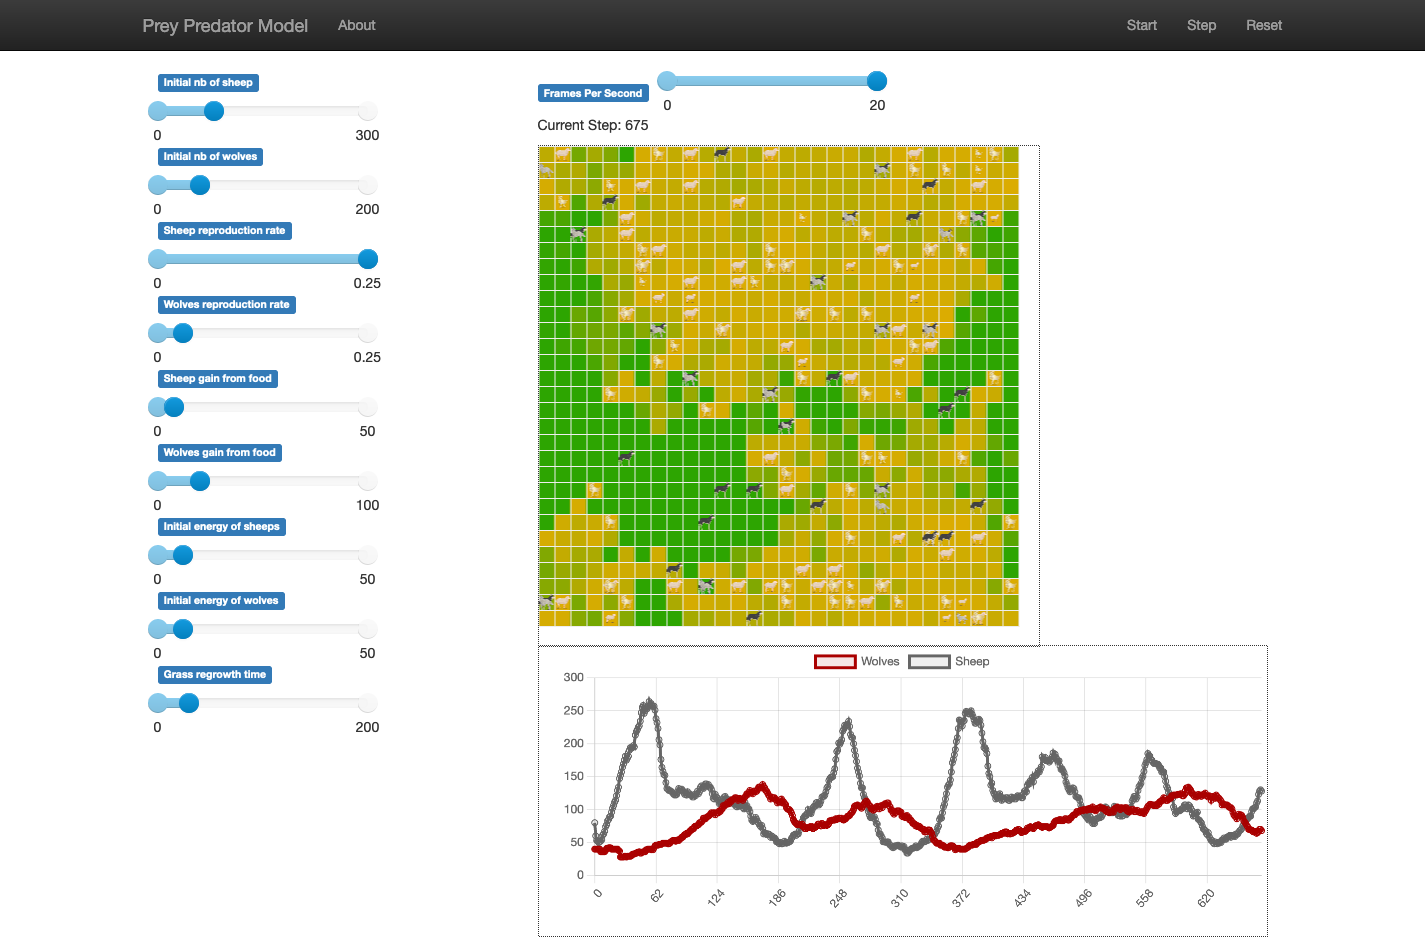 Prey Predator Model About Start Step Reset
Initial nb of sheep
0 300
Initial nb of wolves
0 200
Sheep reproduction rate
0 0.25
Wolves reproduction rate
0 0.25
Sheep gain from food
0 50
Wolves gain from food
0 100
Initial energy of sheeps
0 50
Initial energy of wolves
0 50
Grass regrowth time
0 200
Frames Per Second
0 20
Current Step: 675
Wolves Sheep
300
250
200
150
100
50
0
0 62 124 186 248 310 372 434 496 558 620